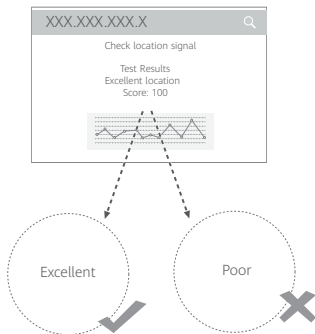 XXX.XXX.XXX.X
Check location signal
Test Results
Excellent location
Score: 100
Excellent
Poor